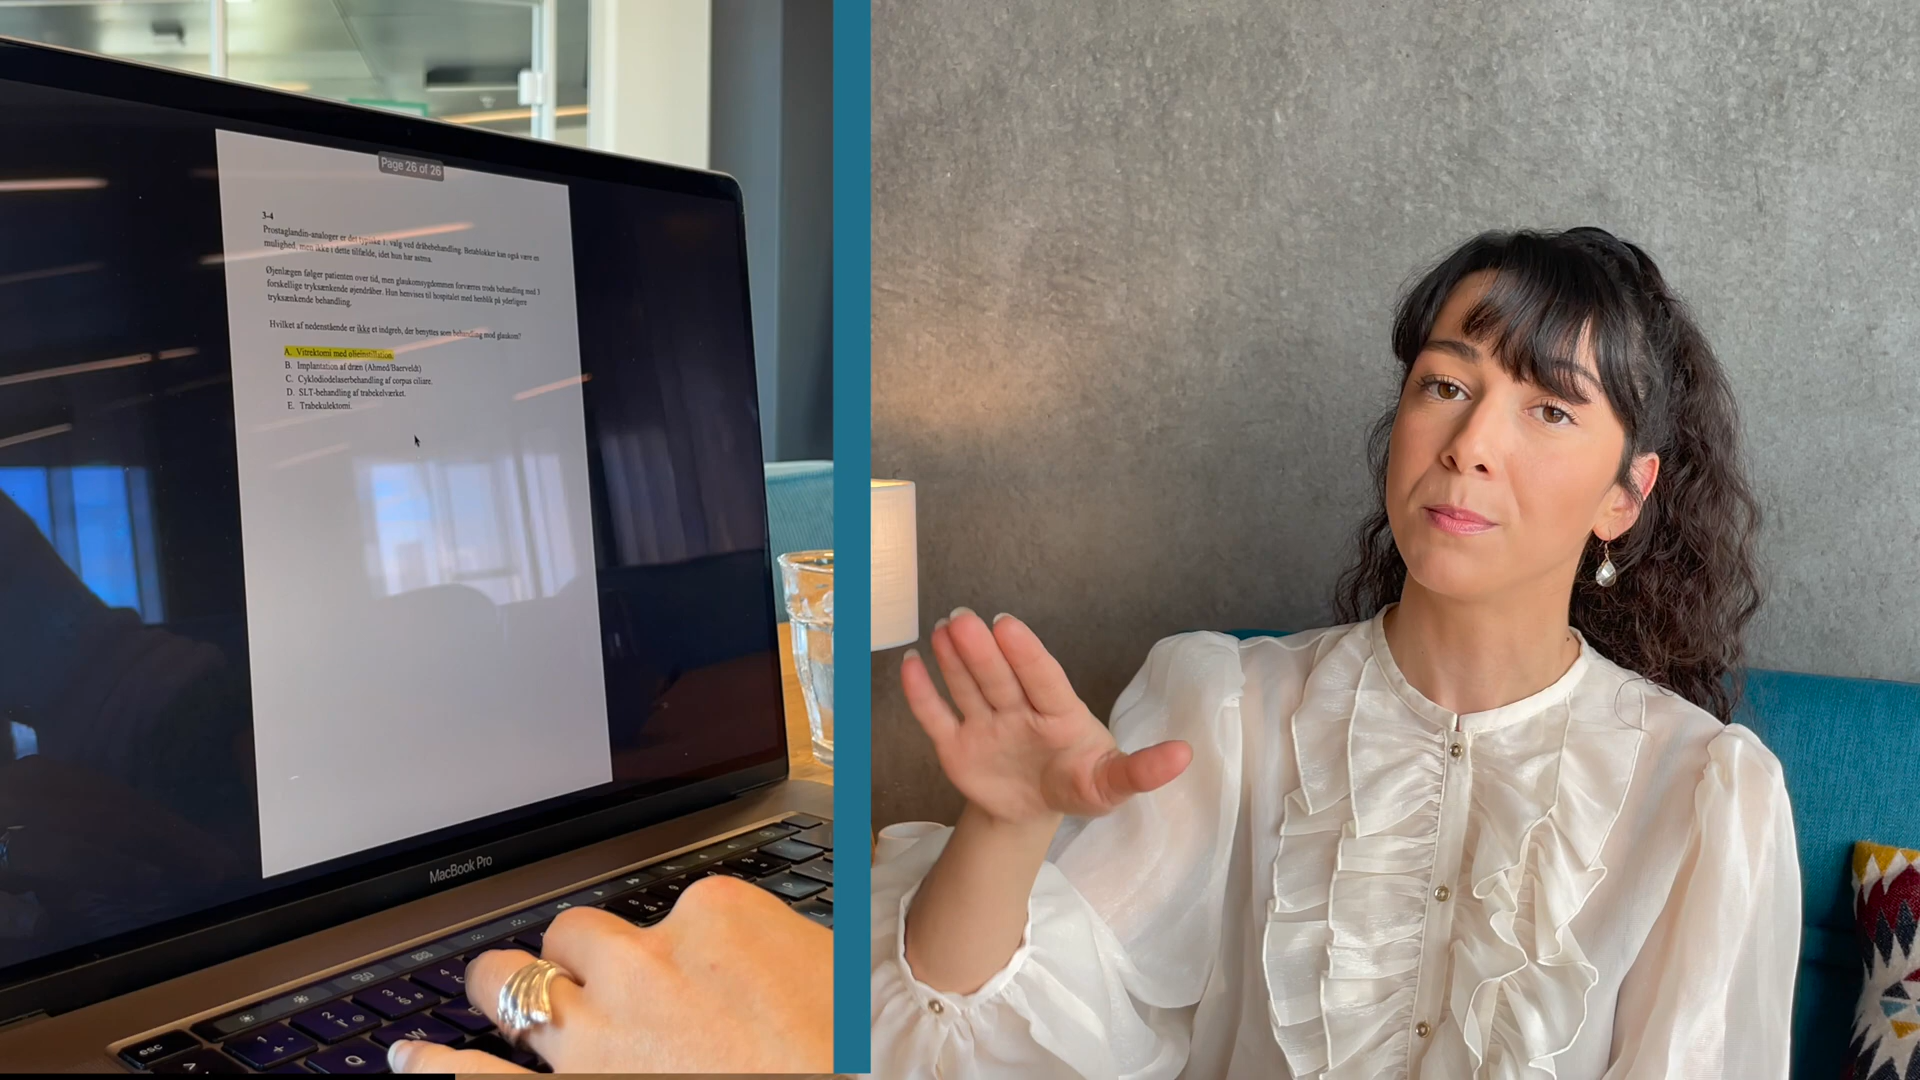 Page 26 of 26
3-4
Prostaglandin-analoger er det typiske 1. valg ved dråbebehandling. Betablokker kan også være en
mulighed, men ikke i dette tilfælde, idet hun har astma.
Øjenlægen følger patienten over tid, men glaukomsygdommen forværres trods behandling med 3
forskellige tryksænkende øjendråber. Hun henvises til hospitalet med henblik på yderligere
tryksænkende behandling.
Hvilket af nedenstående er ikke et indgreb, der benyttes som behandling mod glaukom?
A. Vitrektomi med olieinstillation.
B. Implantation af dræn (Ahmed/Baerveldt)
C. Cyklodiodelaserbehandling af corpus ciliare.
D. SLT-behandling af trabekelværket.
E. Trabekulektomi.
MacBook Pro
esc
1
2
3
4
Q
W